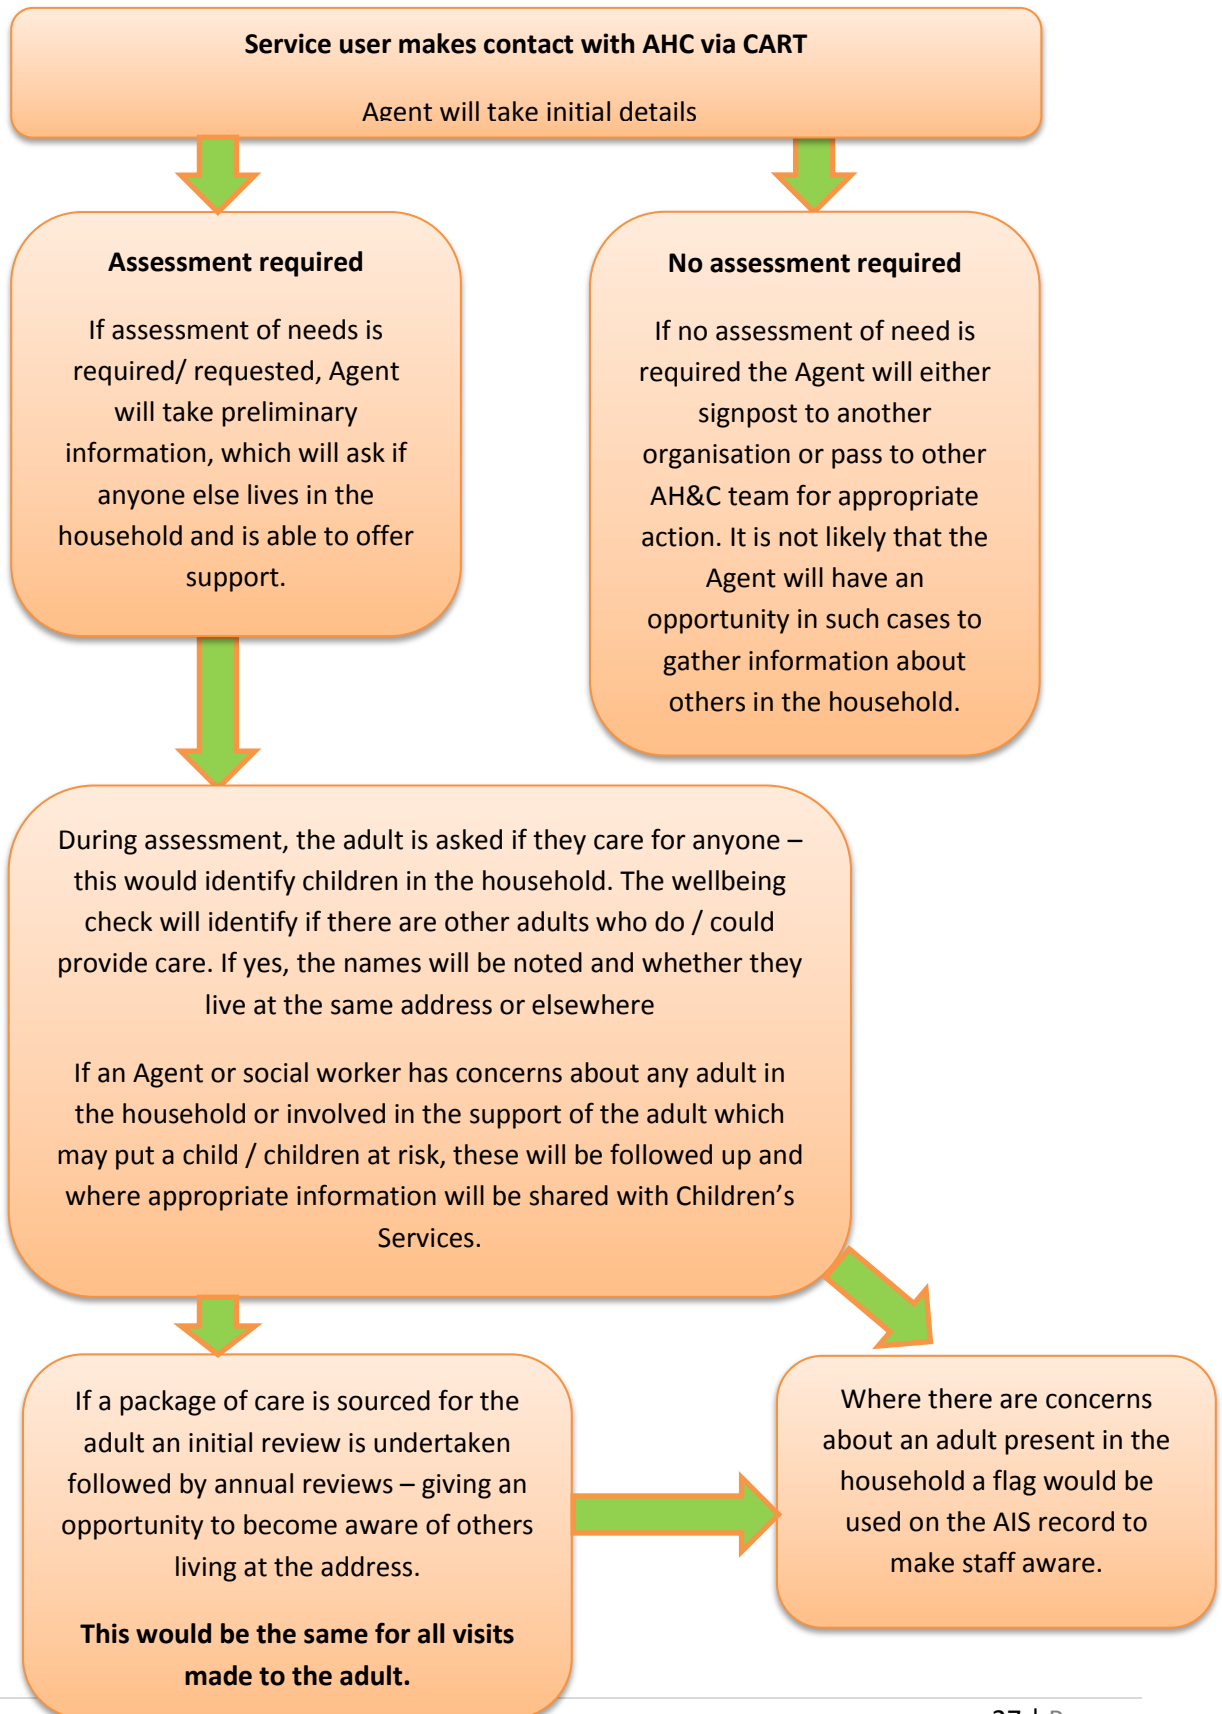 Service user makes contact with AHC via CART
Agent will take initial details
Assessment required
If assessment of needs is
required/ requested, Agent
will take preliminary
information, which will ask if
anyone else lives in the
household and is able to offer
support.
No assessment required
If no assessment of need is
required the Agent will either
signpost to another
organisation or pass to other
AH&C team for appropriate
action. It is not likely that the
Agent will have an
opportunity in such cases to
gather information about
others in the household.
During assessment, the adult is asked if they care for anyone –
this would identify children in the household. The wellbeing
check will identify if there are other adults who do / could
provide care. If yes, the names will be noted and whether they
live at the same address or elsewhere
If an Agent or social worker has concerns about any adult in
the household or involved in the support of the adult which
may put a child / children at risk, these will be followed up and
where appropriate information will be shared with Children’s
Services.
If a package of care is sourced for the
adult an initial review is undertaken
followed by annual reviews – giving an
opportunity to become aware of others
living at the address.
This would be the same for all visits
made to the adult.
Where there are concerns
about an adult present in the
household a flag would be
used on the AIS record to
make staff aware.